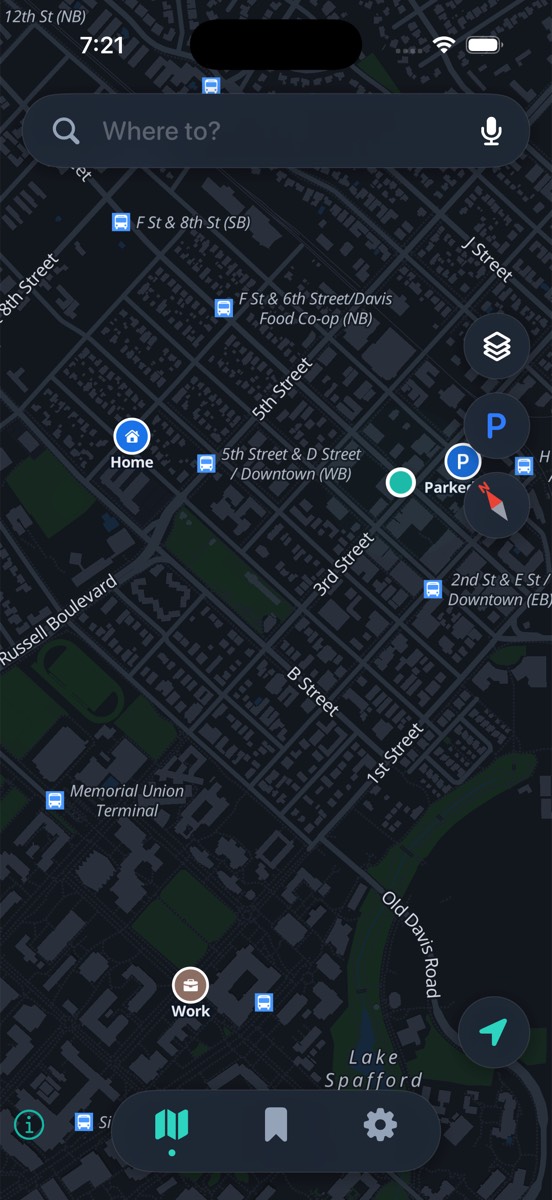 12th St (NB)
7:21
Where to?
F St & 8th St (SB)
J Street
8th Street
F St & 6th Street/Davis
Food Co-op (NB)
5th Street
P
Home
5th Street & D Street
/ Downtown (WB)
P
H
Parked
N
3rd Street
2nd St & E St /
Downtown (EB)
Russell Boulevard
B Street
1st Street
Memorial Union
Terminal
Old Davis Road
Work
Lake
Spafford
i
Si